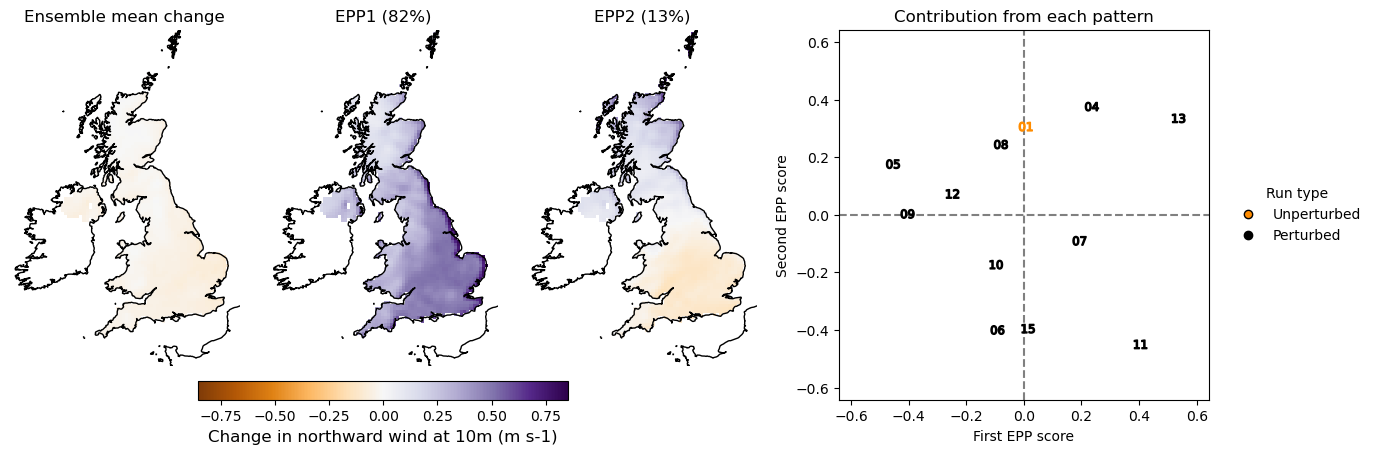 Ensemble mean change
EPP1 (82%)
EPP2 (13%)
−0.75 −0.50 −0.25 0.00 0.25 0.50 0.75
Change in northward wind at 10m (m s-1)
Contribution from each pattern
0.6
0.4
0.2
0.0
−0.2
−0.4
−0.6
Second EPP score
04
13
01
08
05
12
09
07
10
06
15
11
−0.6 −0.4 −0.2 0.0 0.2 0.4 0.6
First EPP score
Run type
Unperturbed
Perturbed